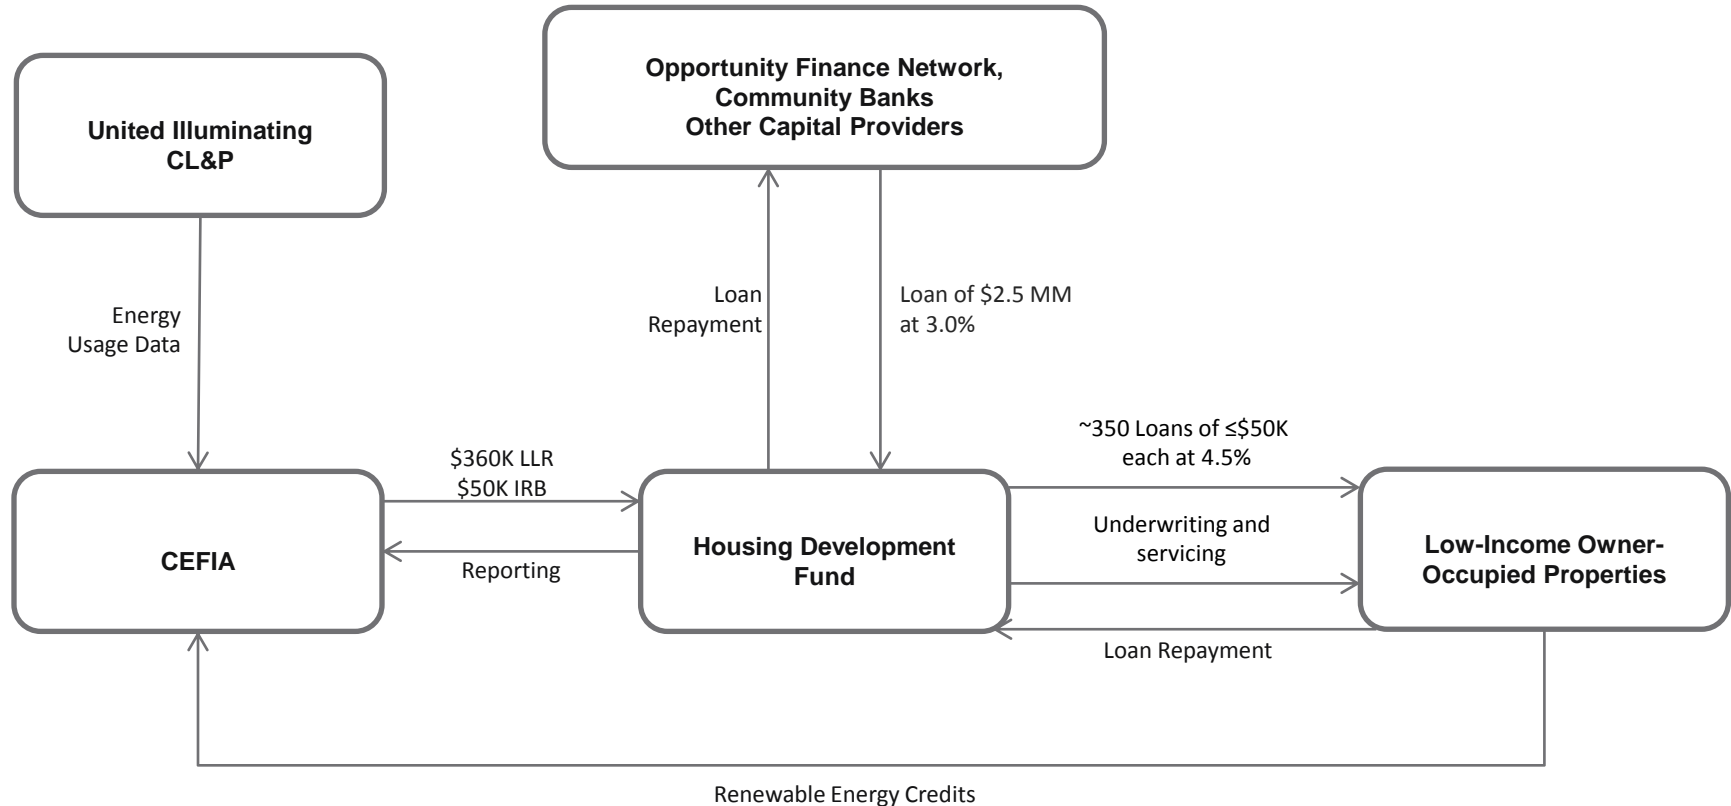 Opportunity Finance Network,
Community Banks
Other Capital Providers
United Illuminating
CL&P
Energy
Usage Data
Loan
Repayment
Loan of $2.5 MM
at 3.0%
$360K LLR
$50K IRB
~350 Loans of ≤$50K
each at 4.5%
CEFIA
Reporting
Housing Development
Fund
Underwriting and
servicing
Low-Income Owner-
Occupied Properties
Loan Repayment
Renewable Energy Credits